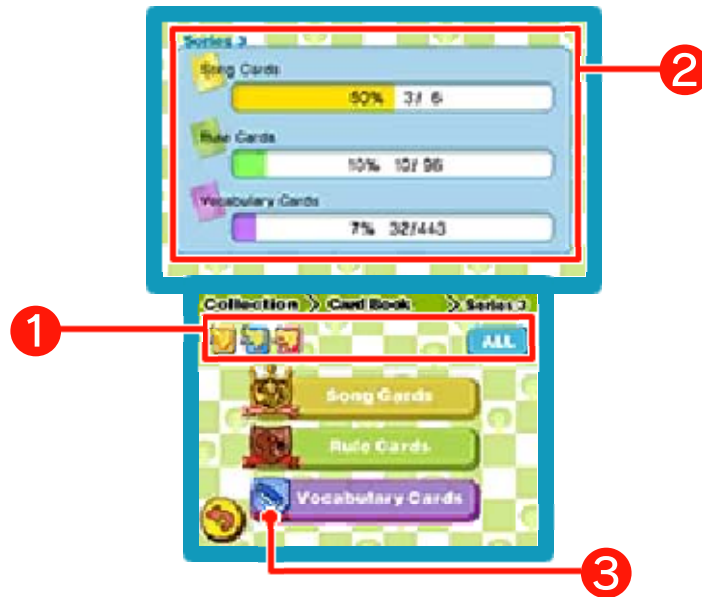 Series 3
Song Cards
50% 3/ 6
Rule Cards
10% 10/ 96
Vocabulary Cards
7% 32/443
2
Collection Card Book Series 3
1
ALL
Song Cards
Rule Cards
Vocabulary Cards
3